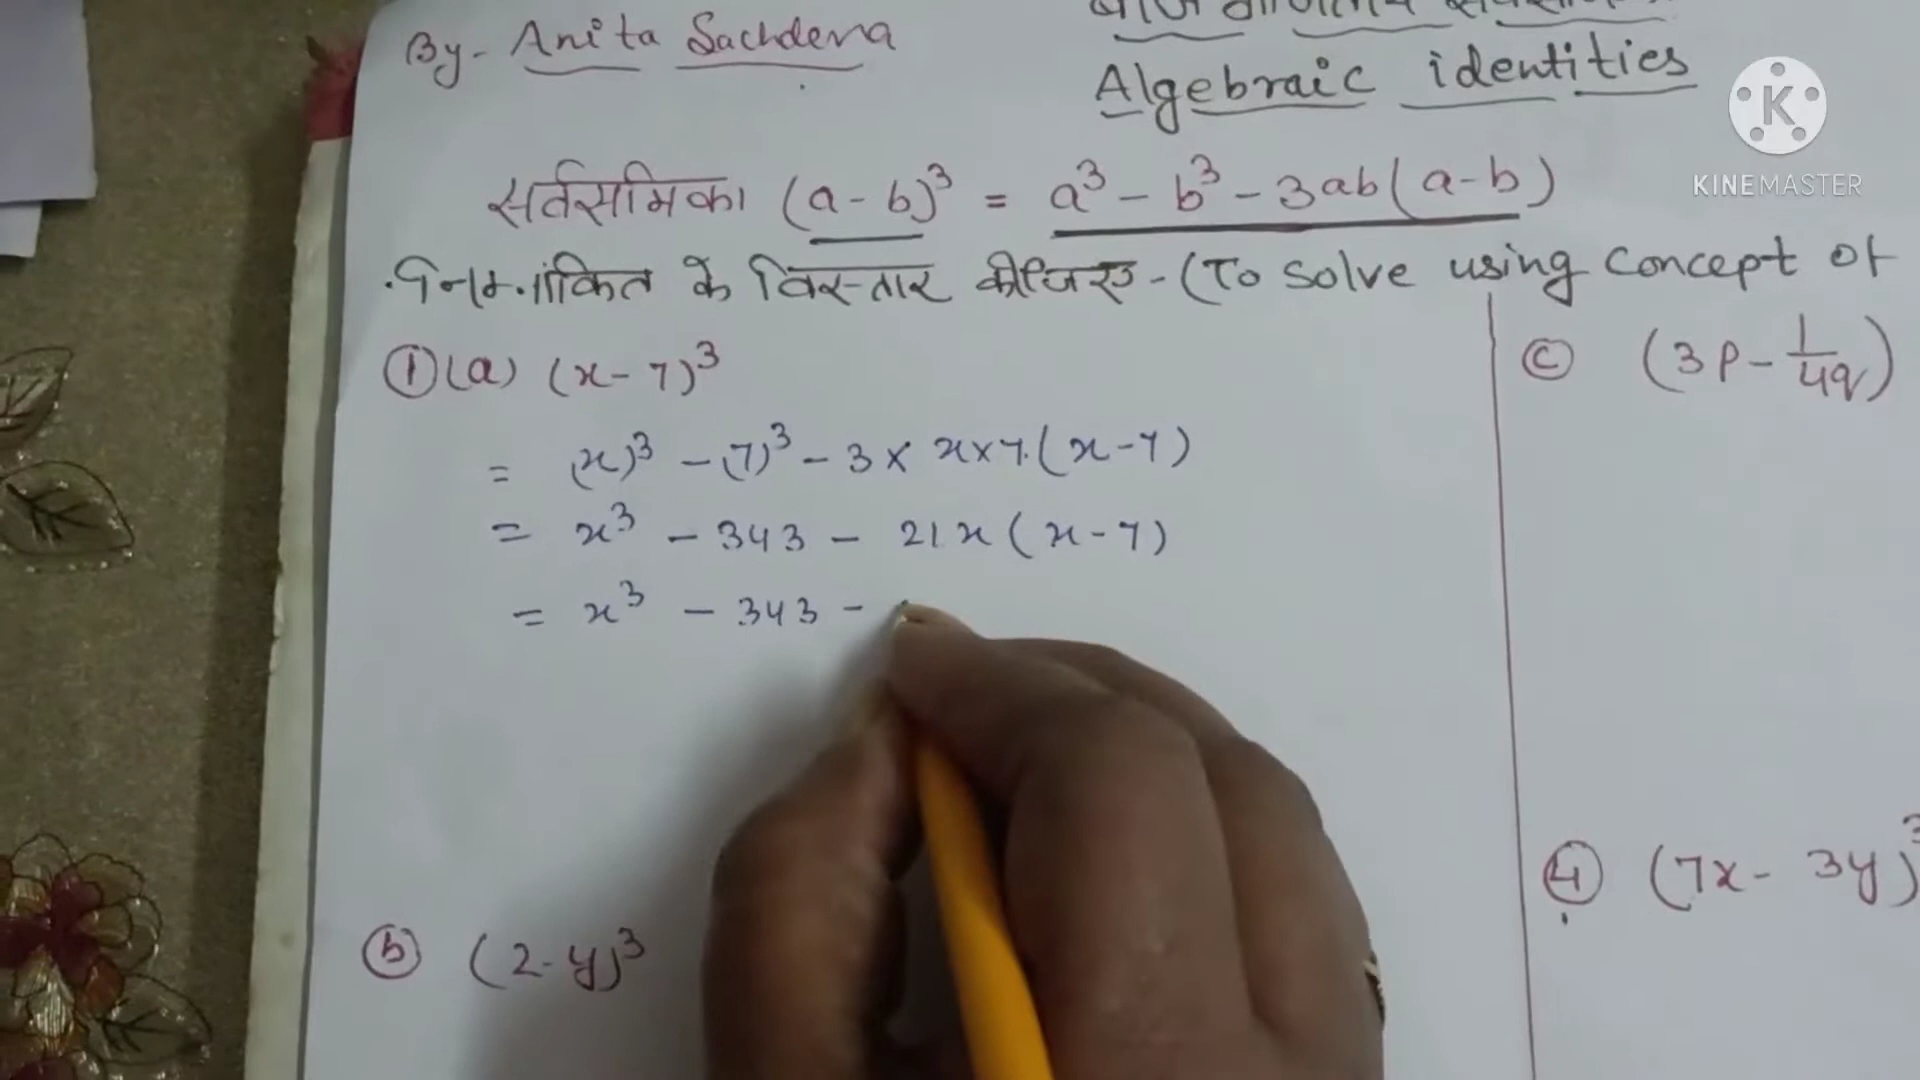 By- Anita Sachdeva
Algebraic identities
KINEMASTER
सर्वसमिका (a-b)³ = a³ - b³ - 3ab(a-b)
के विस्तार कीजिए - (To solve using concept of
① (a) (x-7)³
= (x)³ - (7)³ - 3 × x×7.(x-7)
= x³ - 343 - 21x(x-7)
= x³ - 343 -
ⓑ (2-y)³
ⓒ (3p - 1/4q)
④ (7x - 3y)³